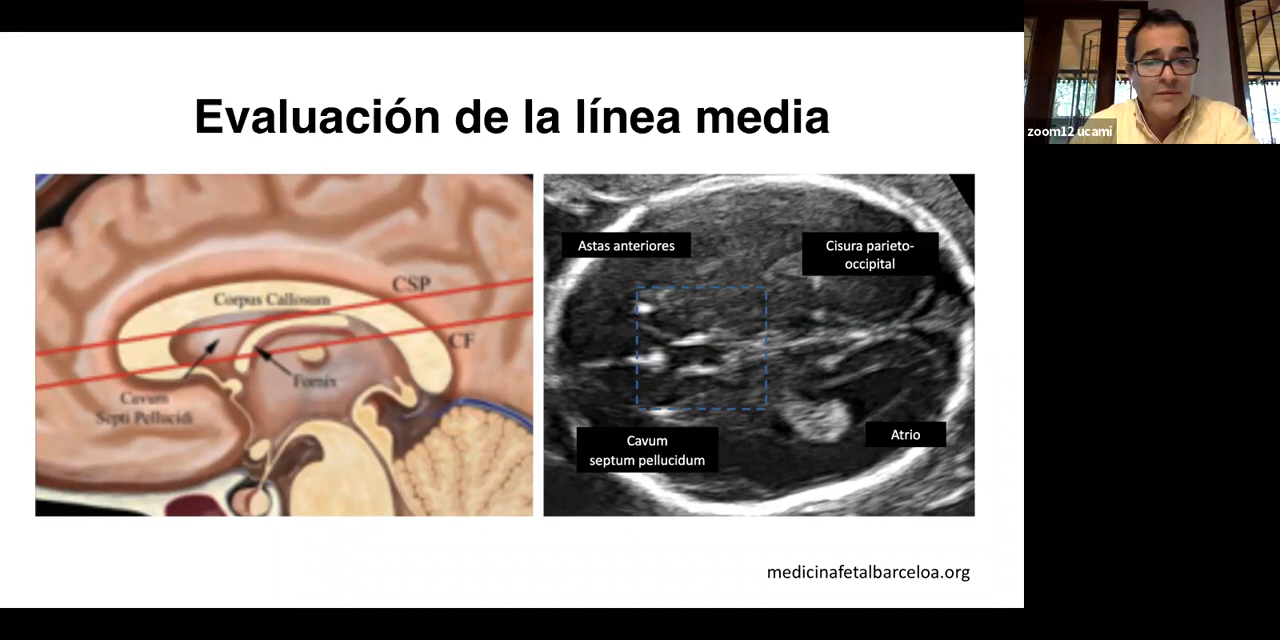 Evaluación de la línea media
CSP
Corpus Callosum
CF
Fornix
Cavum
Septi Pellucidi
Astas anteriores
Cisura parieto-
occipital
Cavum
septum pellucidum
Atrio
medicinafetalbarceloa.org
zoom12 ucami